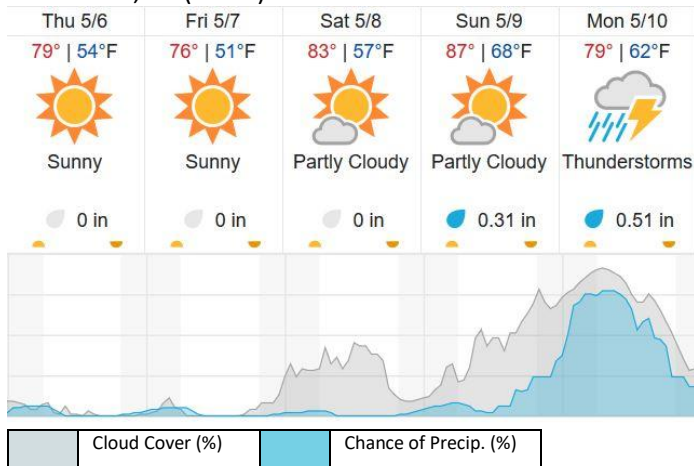 Thu 5/6 Fri 5/7 Sat 5/8 Sun 5/9 Mon 5/10
79° | 54°F 76° | 51°F 83° | 57°F 87° | 68°F 79° | 62°F
Sunny Sunny Partly Cloudy Partly Cloudy Thunderstorms
0 in 0 in 0 in 0.31 in 0.51 in
Cloud Cover (%) Chance of Precip. (%)